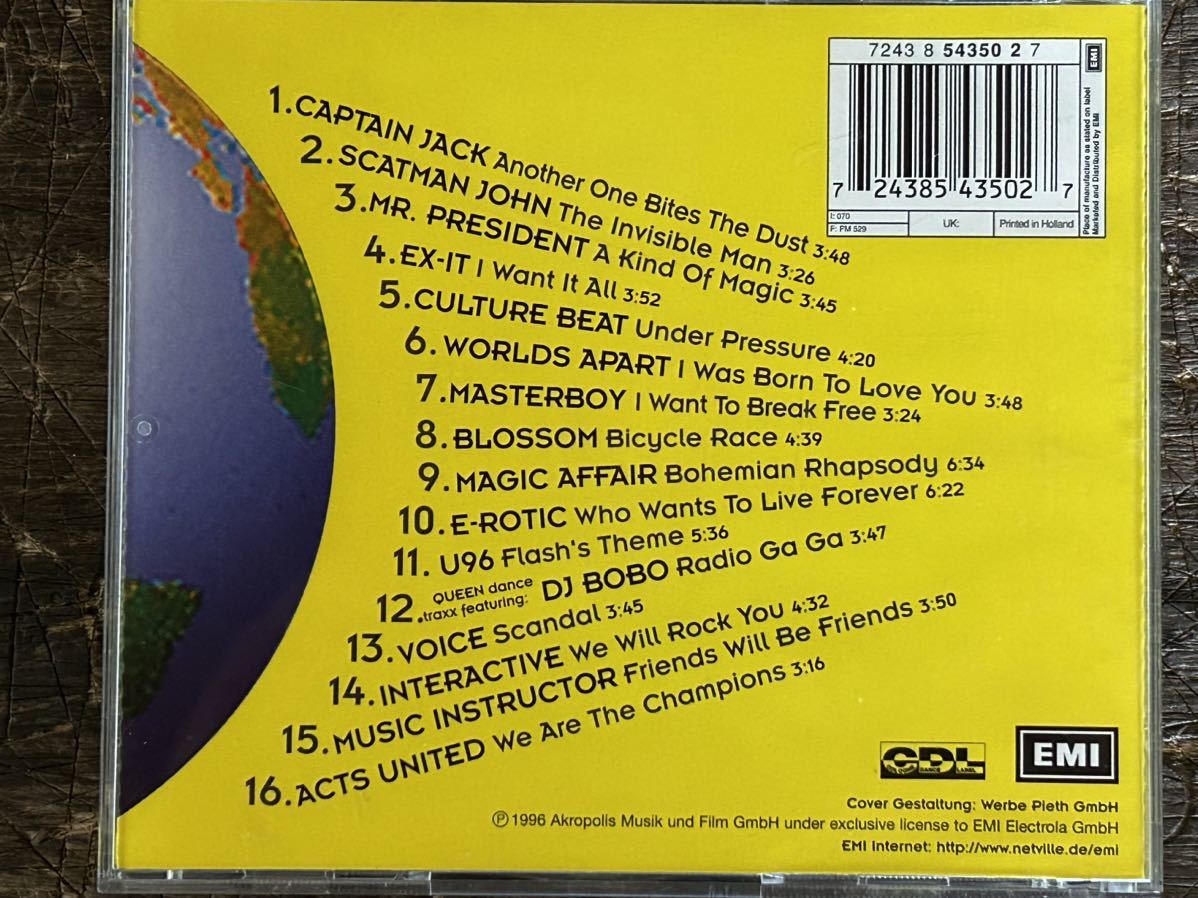 7243 8 54350 2 7
EMI
7 24385 43502 7
I: 070
F: PM 529
UK:
Printed in Holland
Place of manufacture as stated on label
Marketed and Distributed by EMI
1. CAPTAIN JACK Another One Bites The Dust 3:48
2. SCATMAN JOHN The Invisible Man 3:26
3. MR. PRESIDENT A Kind Of Magic 3:45
4. EX-IT I Want It All 3:52
5. CULTURE BEAT Under Pressure 4:20
6. WORLDS APART I Was Born To Love You 3:48
7. MASTERBOY I Want To Break Free 3:24
8. BLOSSOM Bicycle Race 4:39
9. MAGIC AFFAIR Bohemian Rhapsody 6:34
10. E-ROTIC Who Wants To Live Forever 6:22
11. U96 Flash's Theme 5:36
12. QUEEN dance traxx featuring: DJ BOBO Radio Ga Ga 3:47
13. VOICE Scandal 3:45
14. INTERACTIVE We Will Rock You 4:32
15. MUSIC INSTRUCTOR Friends Will Be Friends 3:50
16. ACTS UNITED We Are The Champions 3:16
CDL
DANCE LABEL
EMI
Cover Gestaltung: Werbe Pieth GmbH
℗ 1996 Akropolis Musik und Film GmbH under exclusive license to EMI Electrola GmbH
EMI Internet: http://www.netville.de/emi